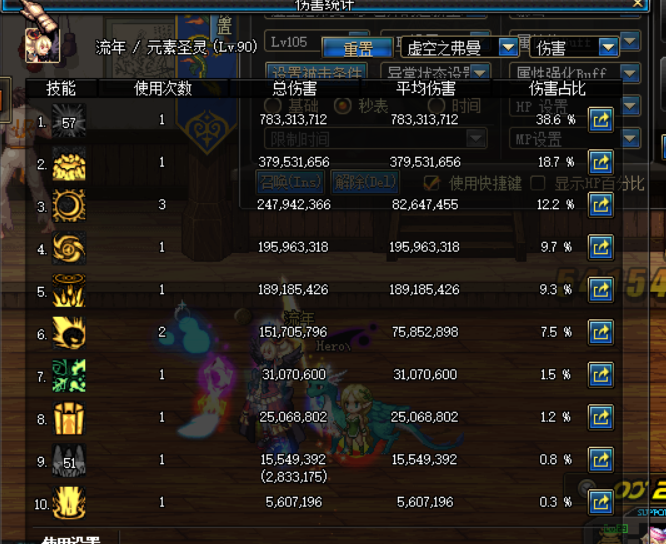 伤害统计
流年 / 元素圣灵 (Lv.90)
Lv105
重置
虚空之弗曼
伤害
设置被击条件
异常状态设置
属性强化Buff
技能 使用次数 总伤害 平均伤害 伤害占比
基础 秒表 时间
HP 设置
1. 57 1 783,313,712 783,313,712 38.6 %
限制时间
MP设置
2. 1 379,531,656 379,531,656 18.7 %
召唤(Ins) 解除(Del) 使用快捷键 显示HP百分比
3. 3 247,942,366 82,647,455 12.2 %
4. 1 195,963,318 195,963,318 9.7 %
5. 1 189,185,426 189,185,426 9.3 %
流年
6. 2 151,705,796 75,852,898 7.5 %
Hero\
7. 1 31,070,600 31,070,600 1.5 %
8. 1 25,068,802 25,068,802 1.2 %
9. 51 1 15,549,392 15,549,392 0.8 %
(2,833,175)
10. 1 5,607,196 5,607,196 0.3 %
使用设置